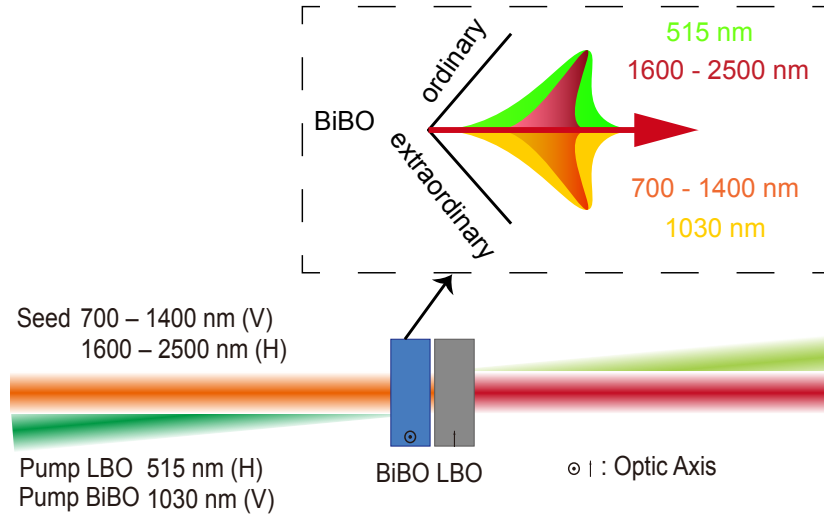 515 nm
1600 - 2500 nm
ordinary
BiBO
extraordinary
700 - 1400 nm
1030 nm
Seed 700 – 1400 nm (V)
1600 – 2500 nm (H)
Pump LBO 515 nm (H)
Pump BiBO 1030 nm (V)
BiBO LBO
: Optic Axis